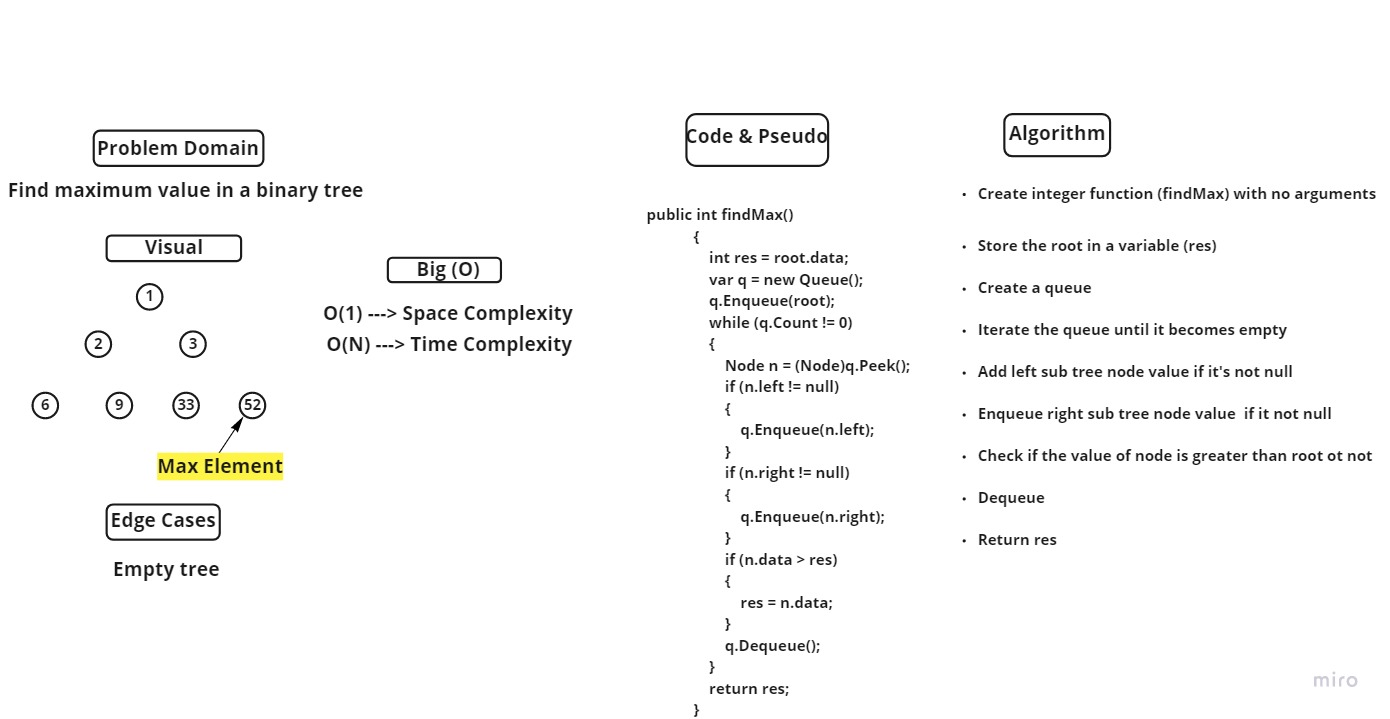 Problem Domain
Find maximum value in a binary tree
Visual
1
2 3
6 9 33 52
Max Element
Edge Cases
Empty tree
Big (O)
O(1) ---> Space Complexity
O(N) ---> Time Complexity
Code & Pseudo
public int findMax()
{
int res = root.data;
var q = new Queue();
q.Enqueue(root);
while (q.Count != 0)
{
Node n = (Node)q.Peek();
if (n.left != null)
{
q.Enqueue(n.left);
}
if (n.right != null)
{
q.Enqueue(n.right);
}
if (n.data > res)
{
res = n.data;
}
q.Dequeue();
}
return res;
}
Algorithm
• Create integer function (findMax) with no arguments
• Store the root in a variable (res)
• Create a queue
• Iterate the queue until it becomes empty
• Add left sub tree node value if it's not null
• Enqueue right sub tree node value if it not null
• Check if the value of node is greater than root ot not
• Dequeue
• Return res
miro